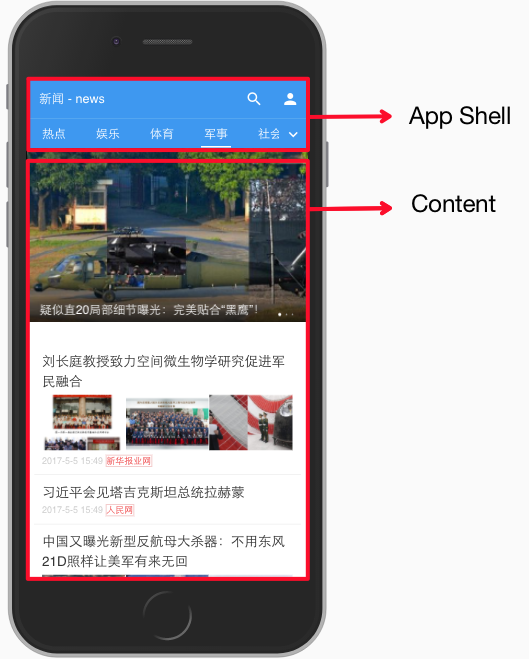 新闻 - news
热点 娱乐 体育 军事 社会
App Shell
Content
疑似直20局部细节曝光：完美贴合“黑鹰”！
刘长庭教授致力空间微生物学研究促进军
民融合
2017-5-5 15:49 新华报业网
习近平会见塔吉克斯坦总统拉赫蒙
2017-5-5 15:49 人民网
中国又曝光新型反航母大杀器：不用东风
21D照样让美军有来无回